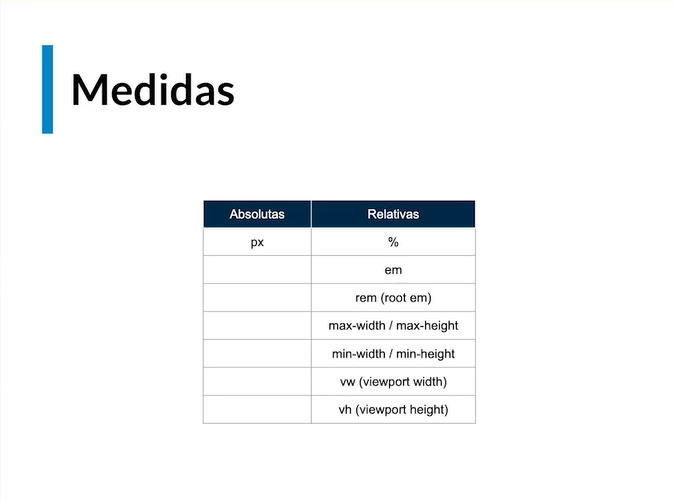 Medidas
Absolutas Relativas
px %
em
rem (root em)
max-width / max-height
min-width / min-height
vw (viewport width)
vh (viewport height)